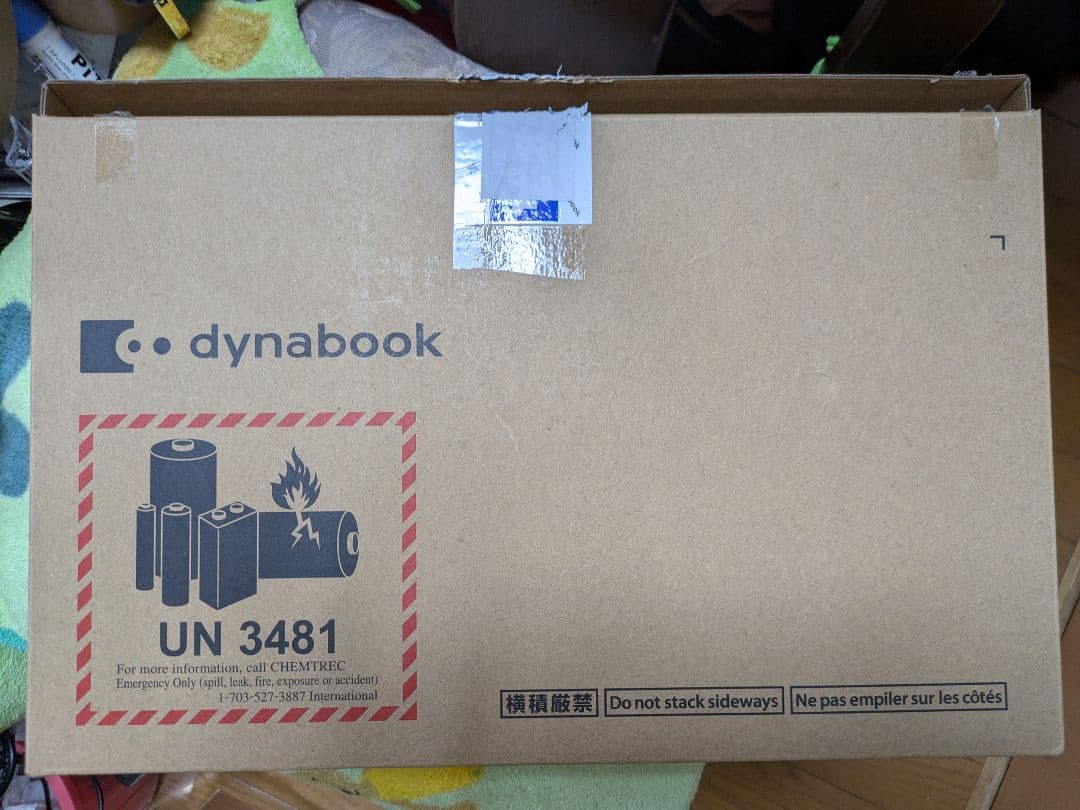 PI
dynabook
UN 3481
For more information, call CHEMTREC
Emergency Only (spill, leak, fire, exposure or accident)
1-703-527-3887 International
横積厳禁
Do not stack sideways
Ne pas empiler sur les côtés